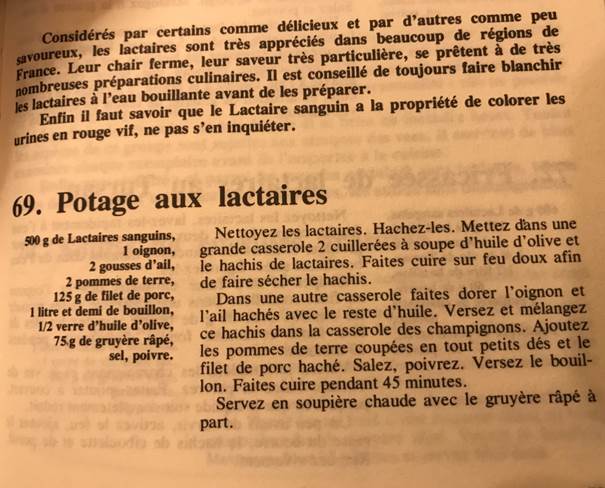 Considérés par certains comme délicieux et par d'autres comme peu
savoureux, les lactaires sont très appréciés dans beaucoup de régions de
France. Leur chair ferme, leur saveur très particulière, se prêtent à de très
nombreuses préparations culinaires. Il est conseillé de toujours faire blanchir
les lactaires à l'eau bouillante avant de les préparer.
Enfin il faut savoir que le Lactaire sanguin a la propriété de colorer les
urines en rouge vif, ne pas s'en inquiéter.
69. Potage aux lactaires
500 g de Lactaires sanguins,
1 oignon,
2 gousses d'ail,
2 pommes de terre,
125 g de filet de porc,
1 litre et demi de bouillon,
1/2 verre d'huile d'olive,
75 g de gruyère râpé,
sel, poivre.
Nettoyez les lactaires. Hachez-les. Mettez dans une
grande casserole 2 cuillerées à soupe d'huile d'olive et
le hachis de lactaires. Faites cuire sur feu doux afin
de faire sécher le hachis.
Dans une autre casserole faites dorer l'oignon et
l'ail hachés avec le reste d'huile. Versez et mélangez
ce hachis dans la casserole des champignons. Ajoutez
les pommes de terre coupées en tout petits dés et le
filet de porc haché. Salez, poivrez. Versez le bouil-
lon. Faites cuire pendant 45 minutes.
Servez en soupière chaude avec le gruyère râpé à
part.